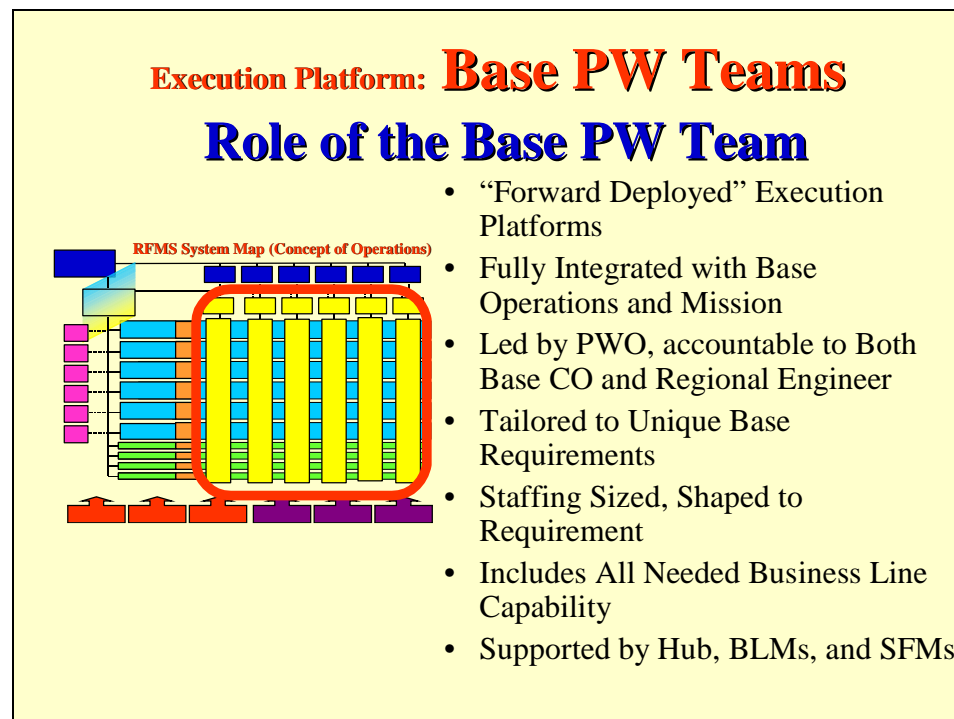 Execution Platform: Base PW Teams
Role of the Base PW Team
• “Forward Deployed” Execution
Platforms
• Fully Integrated with Base
Operations and Mission
• Led by PWO, accountable to Both
Base CO and Regional Engineer
• Tailored to Unique Base
Requirements
• Staffing Sized, Shaped to
Requirement
• Includes All Needed Business Line
Capability
• Supported by Hub, BLMs, and SFMs
RFMS System Map (Concept of Operations)